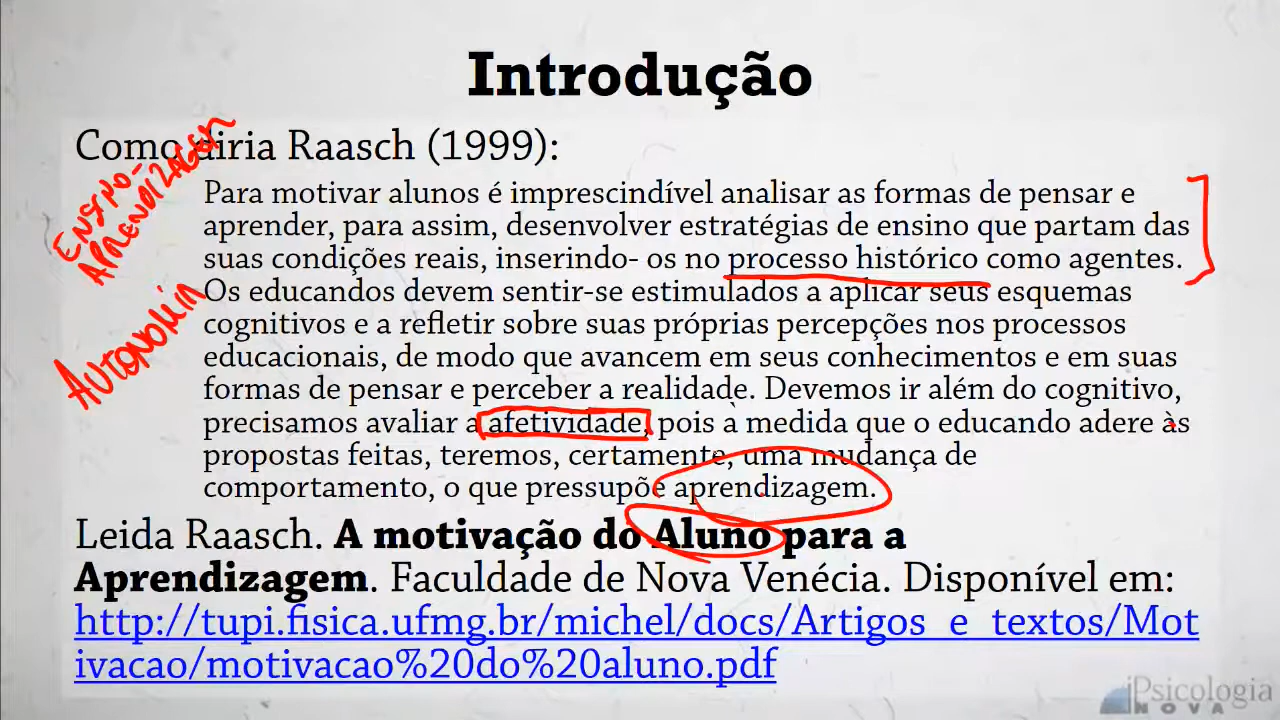 Introdução
Como diria Raasch (1999):
ENSINO-
APRENDIZAGEM
AUTONOMIA
Para motivar alunos é imprescindível analisar as formas de pensar e
aprender, para assim, desenvolver estratégias de ensino que partam das
suas condições reais, inserindo- os no processo histórico como agentes.
Os educandos devem sentir-se estimulados a aplicar seus esquemas
cognitivos e a refletir sobre suas próprias percepções nos processos
educacionais, de modo que avancem em seus conhecimentos e em suas
formas de pensar e perceber a realidade. Devemos ir além do cognitivo,
precisamos avaliar a afetividade, pois à medida que o educando adere às
propostas feitas, teremos, certamente, uma mudança de
comportamento, o que pressupõe aprendizagem.
Leida Raasch. A motivação do Aluno para a
Aprendizagem. Faculdade de Nova Venécia. Disponível em:
http://tupi.fisica.ufmg.br/michel/docs/Artigos_e_textos/Mot
ivacao/motivacao%20do%20aluno.pdf
Psicologia
NOVA